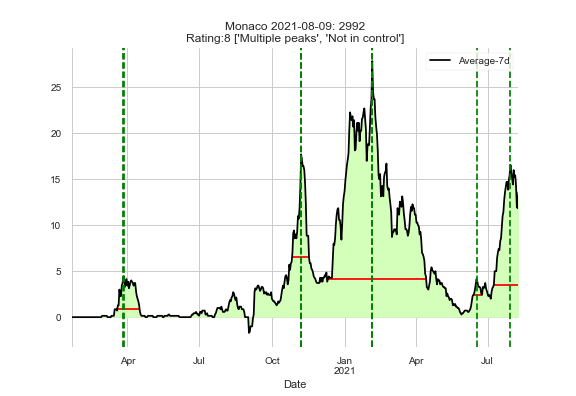 Monaco 2021-08-09: 2992
Rating:8 ['Multiple peaks', 'Not in control']
Average-7d
25
20
15
10
5
0
Apr
Jul
Oct
Jan
2021
Apr
Jul
Date